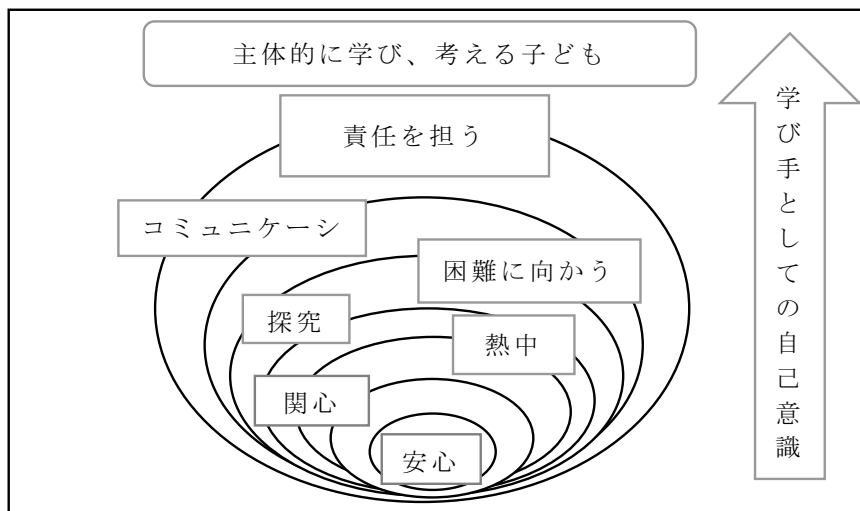 主体的に学び、考える子ども
責任を担う
コミュニケーシ
困難に向かう
探究
熱中
関心
安心
学び手としての自己意識